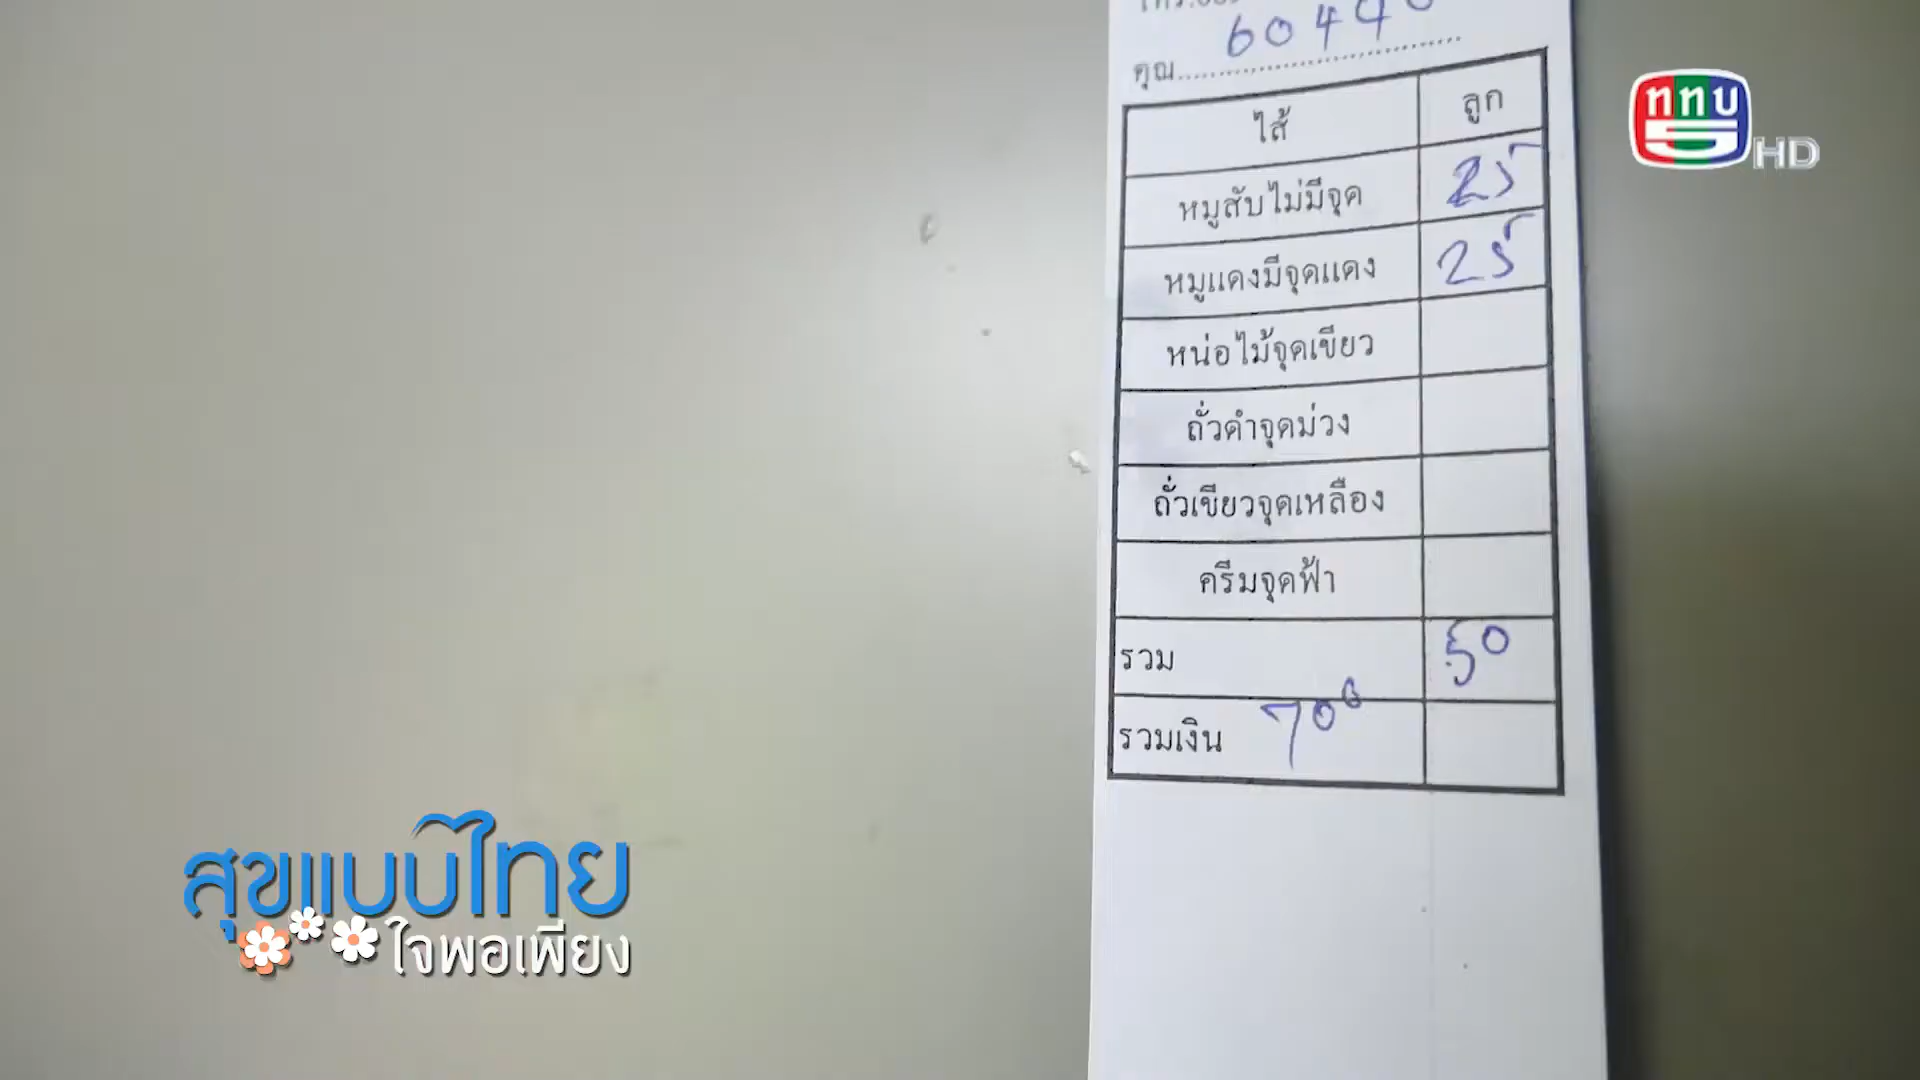 คุณ
ไส้ ลูก
หมูสับไม่มีจุด 25
หมูแดงมีจุดแดง 25
หน่อไม้จุดเขียว
ถั่วดำจุดม่วง
ถั่วเขียวจุดเหลือง
ครีมจุดฟ้า
รวม 50
รวมเงิน 700
ททบ
5 HD
สุขแบบไทย
ใจพอเพียง